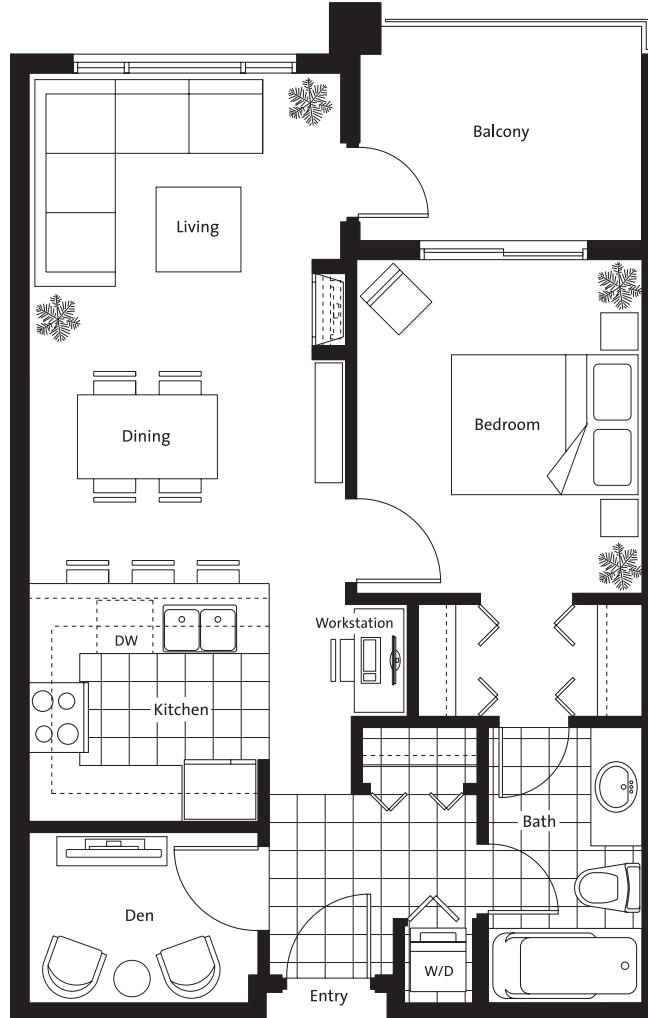 Balcony
Living
Dining
Bedroom
Workstation
DW
Kitchen
Bath
Den
W/D
Entry